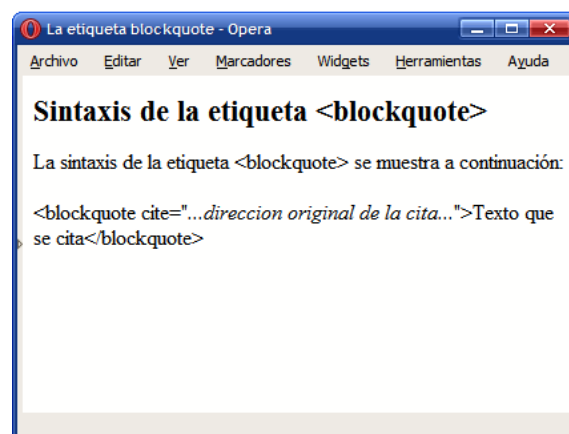 La etiqueta blockquote - Opera
Archivo Editar Ver Marcadores Widgets Herramientas Ayuda
Sintaxis de la etiqueta <blockquote>
La sintaxis de la etiqueta <blockquote> se muestra a continuación:
<blockquote cite="...direccion original de la cita...">Texto que
se cita</blockquote>